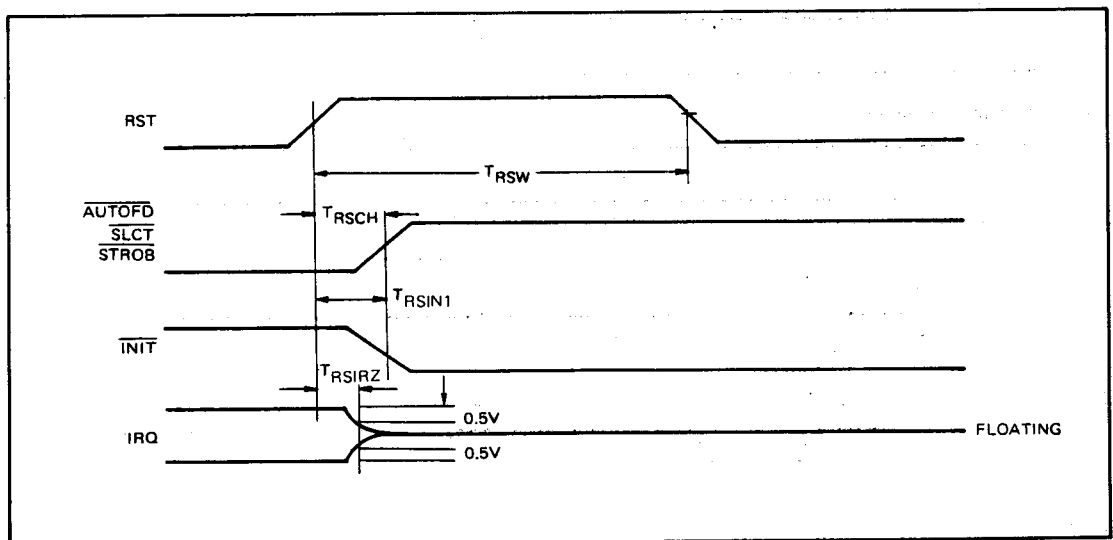 RST
TRSW
AUTOFD
SLCT
STROB
TRSCH
TRSIN1
INIT
TRSIRZ
IRQ
0.5V
0.5V
FLOATING